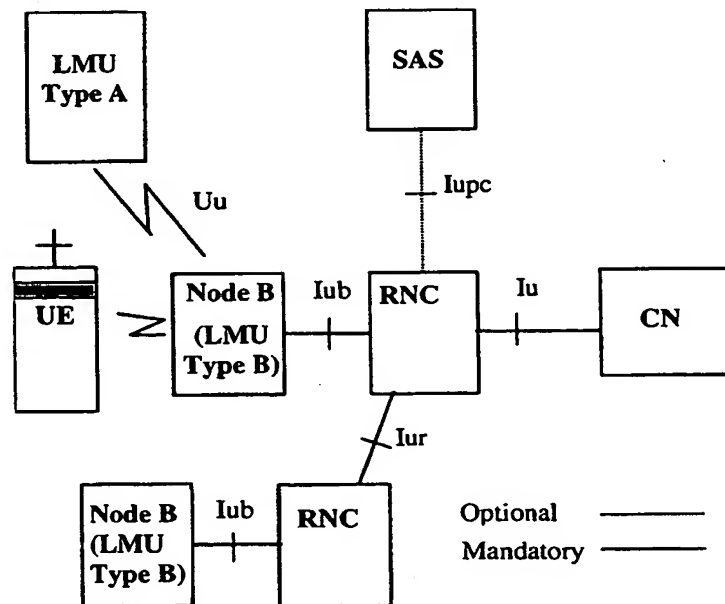 LMU
Type A
SAS
Uu
Iupc
UE
Node B
(LMU
Type B)
Iub
RNC
Iu
CN
Iur
Node B
(LMU
Type B)
Iub
RNC
Optional
Mandatory